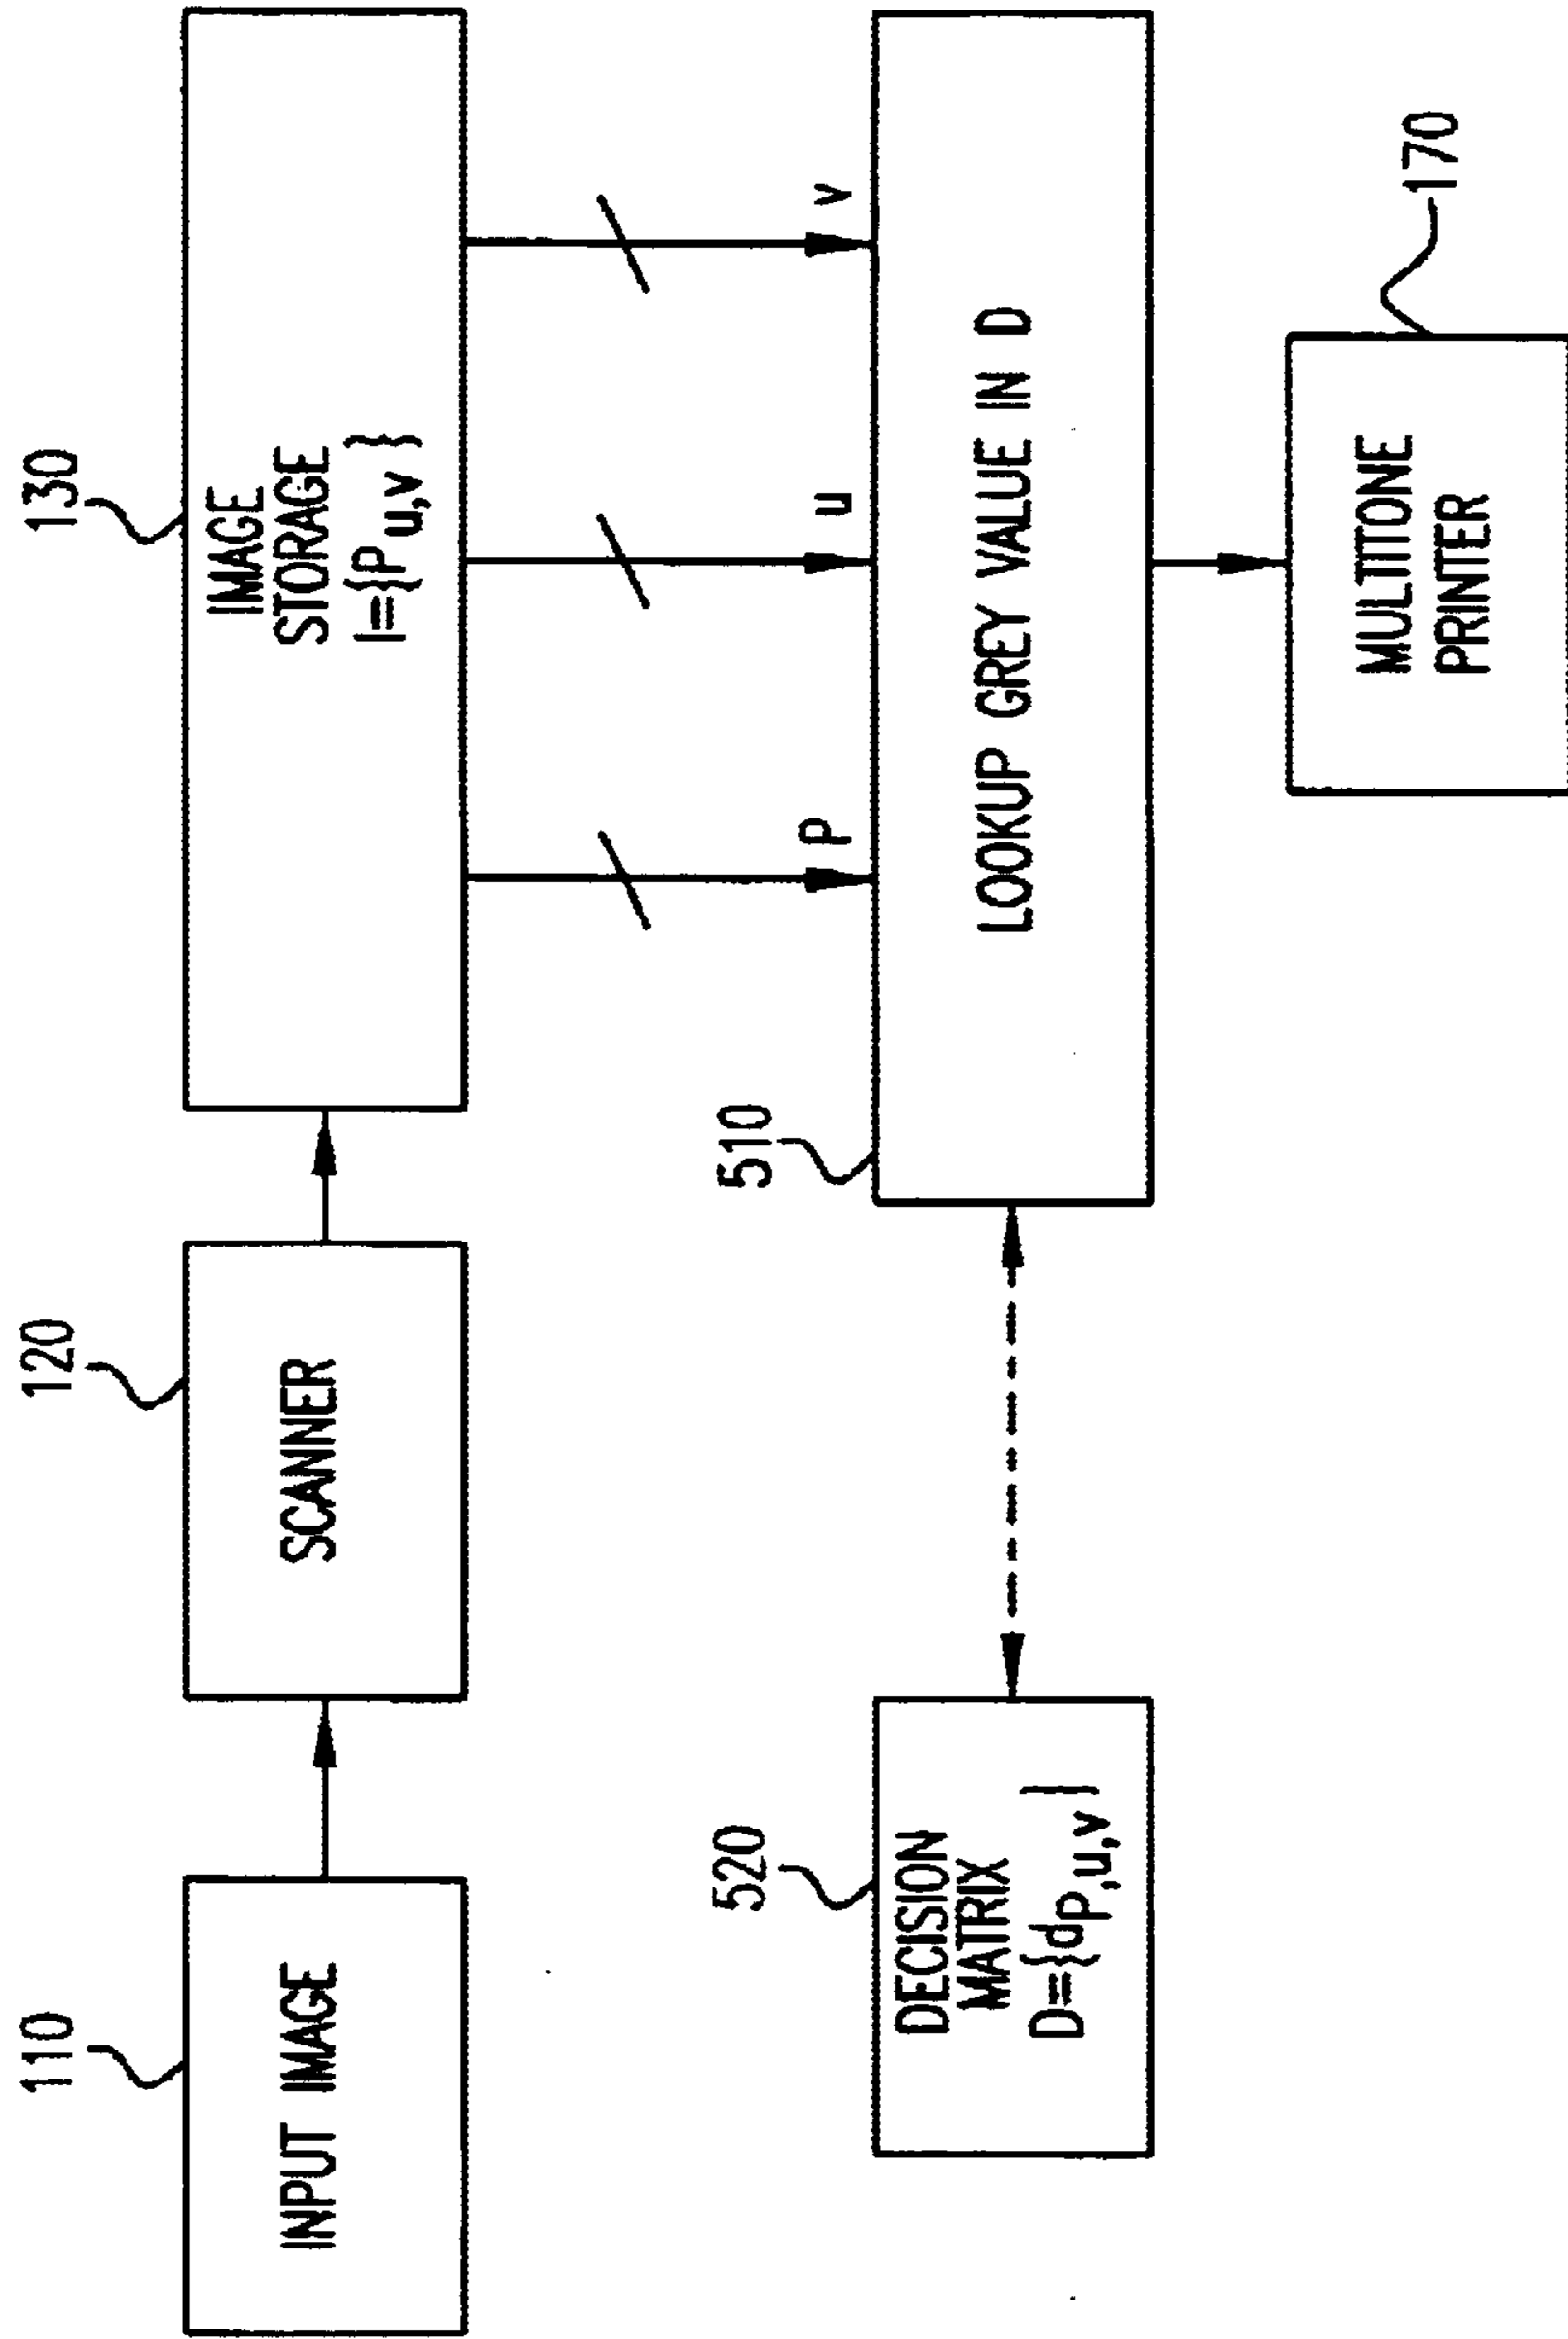 110
INPUT IMAGE
120
SCANNER
130
IMAGE
STORAGE
I={P u,v }
P
u
v
520
DECISION
MATRIX
D={d P,u,v }
510
LOOKUP GREY VALUE IN D
MULTITONE
PRINTER
170